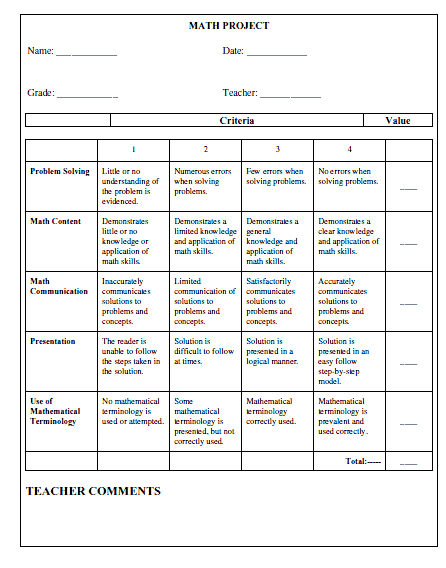 MATH PROJECT
Name: ____________ Date: ____________
Grade: ____________ Teacher: ____________
Criteria Value
1 2 3 4
Problem Solving
Little or no
understanding of
the problem is
evidenced.
Numerous errors
when solving
problems.
Few errors when
solving problems.
No errors when
solving problems.
____
Math Content
Demonstrates
little or no
knowledge or
application of
math skills.
Demonstrates a
limited knowledge
and application of
math skills.
Demonstrates a
general
knowledge and
application of
math skills.
Demonstrates a
clear knowledge
and application of
math skills.
____
Math
Communication
Inaccurately
communicates
solutions to
problems and
concepts.
Limited
communication of
solutions to
problems and
concepts.
Satisfactorily
communicates
solutions to
problems and
concepts.
Accurately
communicates
solutions to
problems and
concepts.
____
Presentation
The reader is
unable to follow
the steps taken in
the solution.
Solution is
difficult to follow
at times.
Solution is
presented in a
logical manner.
Solution is
presented in an
easy follow
step-by-step
model.
____
Use of
Mathematical
Terminology
No mathematical
terminology is
used or attempted.
Some
mathematical
terminology is
presented, but not
correctly used.
Mathematical
terminology
correctly used.
Mathematical
terminology is
prevalent and
used correctly.
____
Total:----- ____
TEACHER COMMENTS